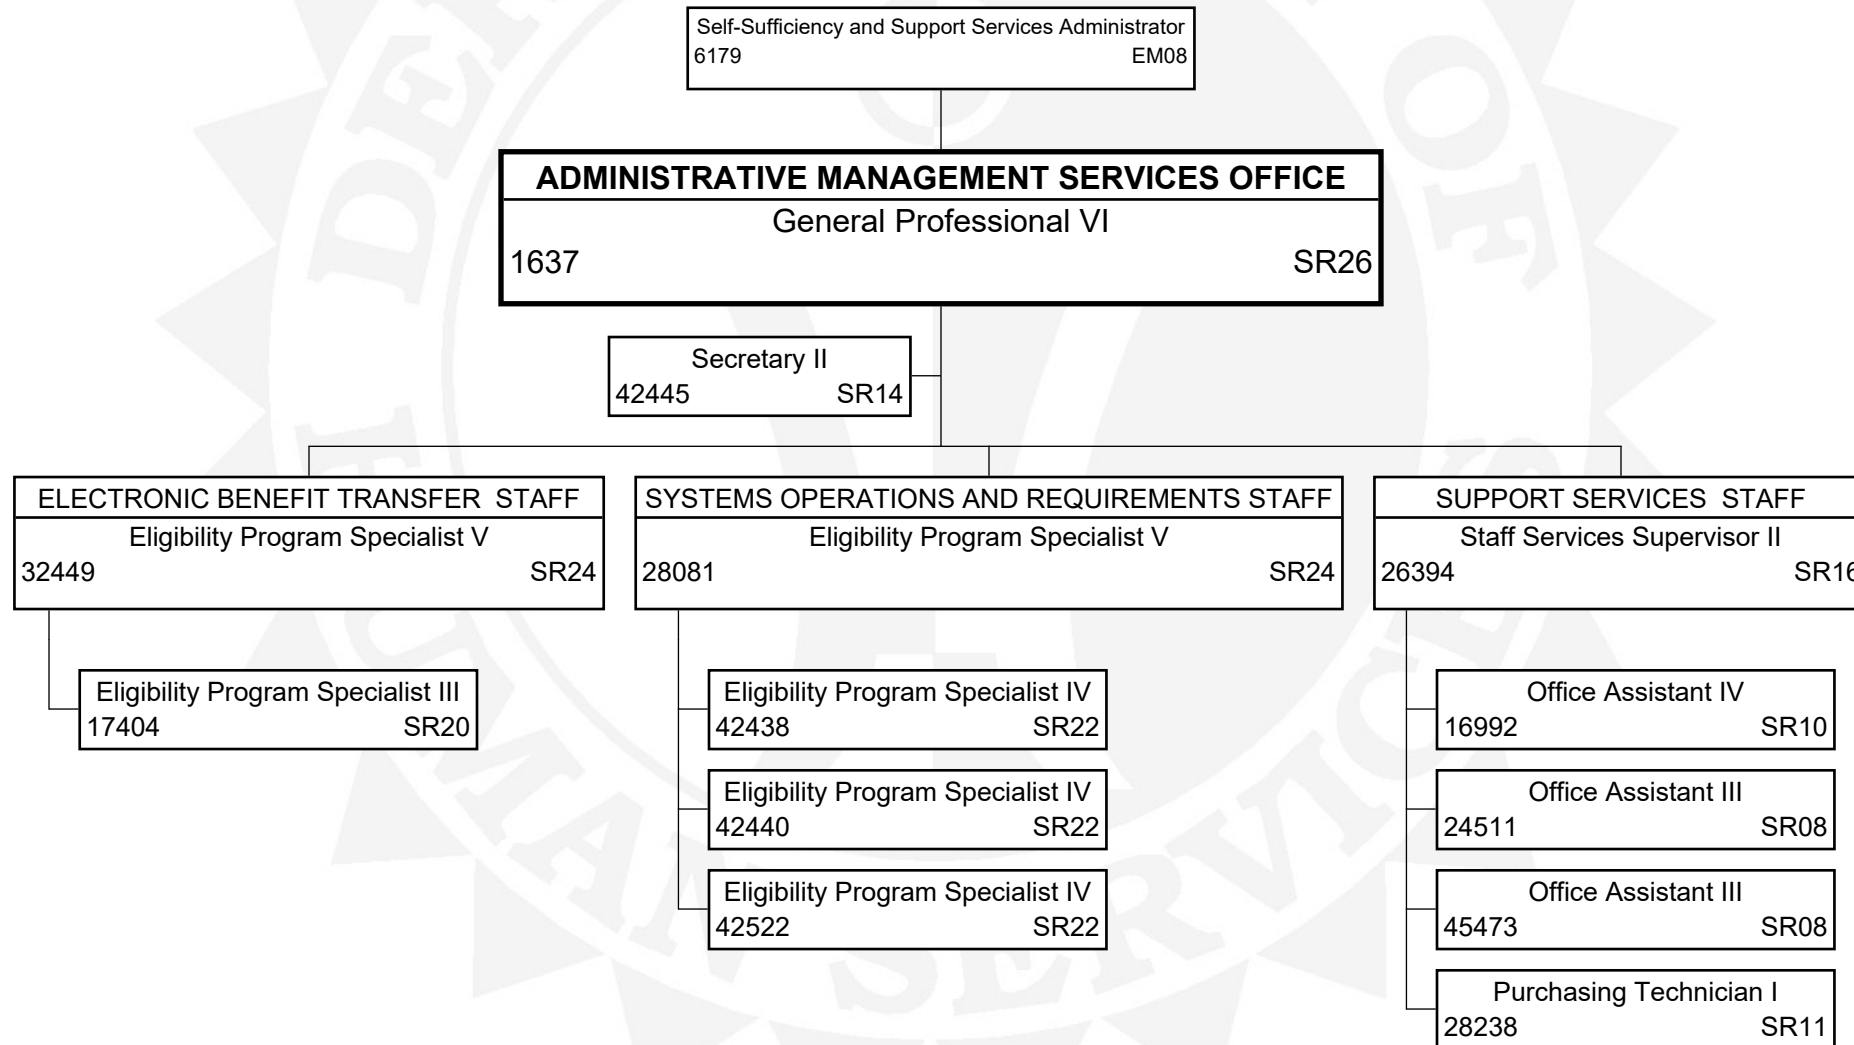 Self-Sufficiency and Support Services Administrator
6179 EM08
ADMINISTRATIVE MANAGEMENT SERVICES OFFICE
General Professional VI
1637 SR26
Secretary II
42445 SR14
ELECTRONIC BENEFIT TRANSFER STAFF
Eligibility Program Specialist V
32449 SR24
Eligibility Program Specialist III
17404 SR20
SYSTEMS OPERATIONS AND REQUIREMENTS STAFF
Eligibility Program Specialist V
28081 SR24
Eligibility Program Specialist IV
42438 SR22
Eligibility Program Specialist IV
42440 SR22
Eligibility Program Specialist IV
42522 SR22
SUPPORT SERVICES STAFF
Staff Services Supervisor II
26394 SR16
Office Assistant IV
16992 SR10
Office Assistant III
24511 SR08
Office Assistant III
45473 SR08
Purchasing Technician I
28238 SR11